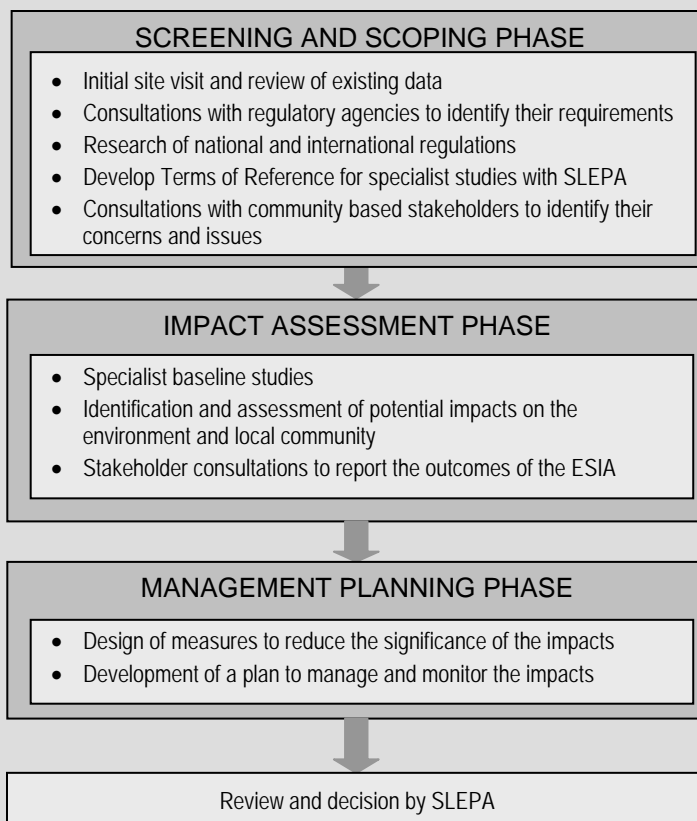 SCREENING AND SCOPING PHASE
• Initial site visit and review of existing data
• Consultations with regulatory agencies to identify their requirements
• Research of national and international regulations
• Develop Terms of Reference for specialist studies with SLEPA
• Consultations with community based stakeholders to identify their
concerns and issues
IMPACT ASSESSMENT PHASE
• Specialist baseline studies
• Identification and assessment of potential impacts on the
environment and local community
• Stakeholder consultations to report the outcomes of the ESIA
MANAGEMENT PLANNING PHASE
• Design of measures to reduce the significance of the impacts
• Development of a plan to manage and monitor the impacts
Review and decision by SLEPA